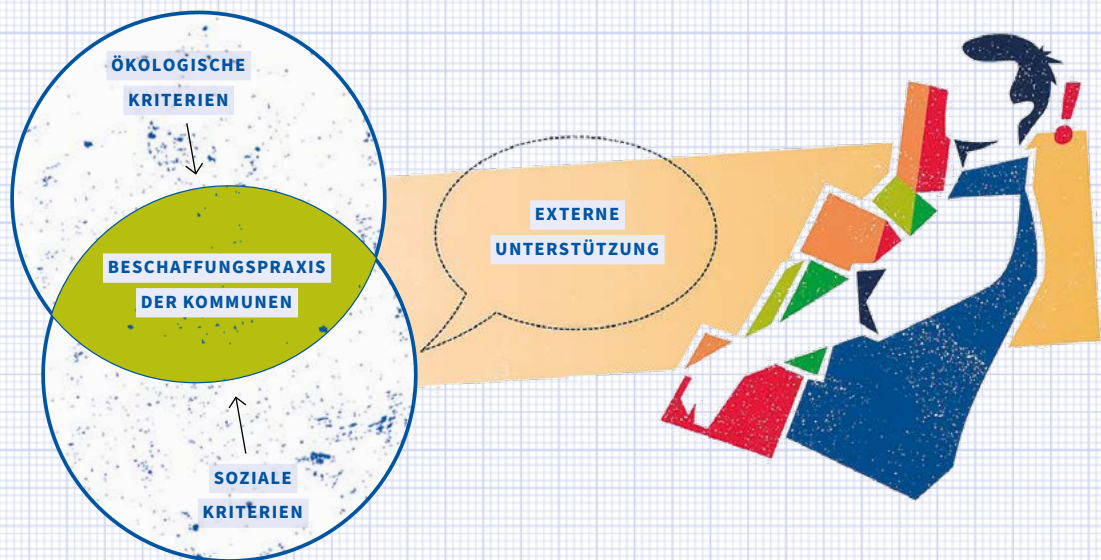 ÖKOLOGISCHE
KRITERIEN
BESCHAFFUNGSPRAXIS
DER KOMMUNEN
SOZIALE
KRITERIEN
EXTERNE
UNTERSTÜTZUNG
!